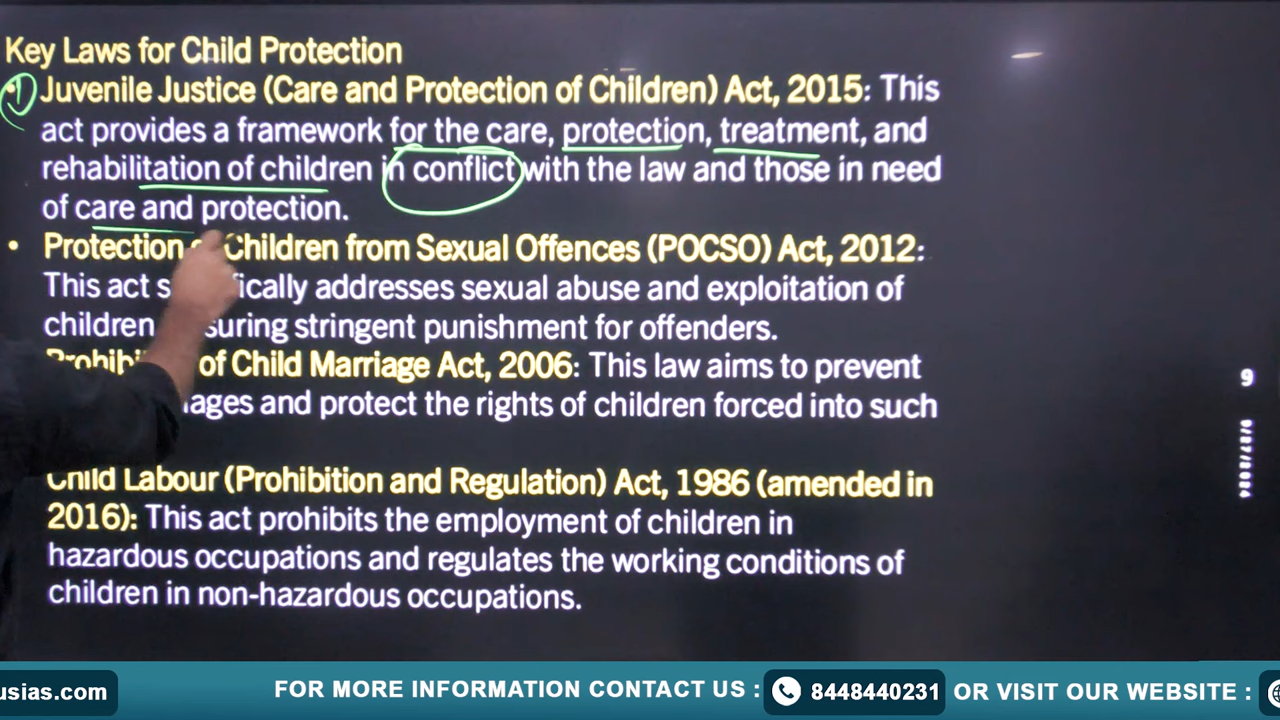 Key Laws for Child Protection
1 Juvenile Justice (Care and Protection of Children) Act, 2015: This
act provides a framework for the care, protection, treatment, and
rehabilitation of children in conflict with the law and those in need
of care and protection.
• Protection Children from Sexual Offences (POCSO) Act, 2012:
This act addresses sexual abuse and exploitation of
children stringent punishment for offenders.
of Child Marriage Act, 2006: This law aims to prevent
and protect the rights of children forced into such
Child Labour (Prohibition and Regulation) Act, 1986 (amended in
2016): This act prohibits the employment of children in
hazardous occupations and regulates the working conditions of
children in non-hazardous occupations.
9
usias.com
FOR MORE INFORMATION CONTACT US : 8448440231 OR VISIT OUR WEBSITE :